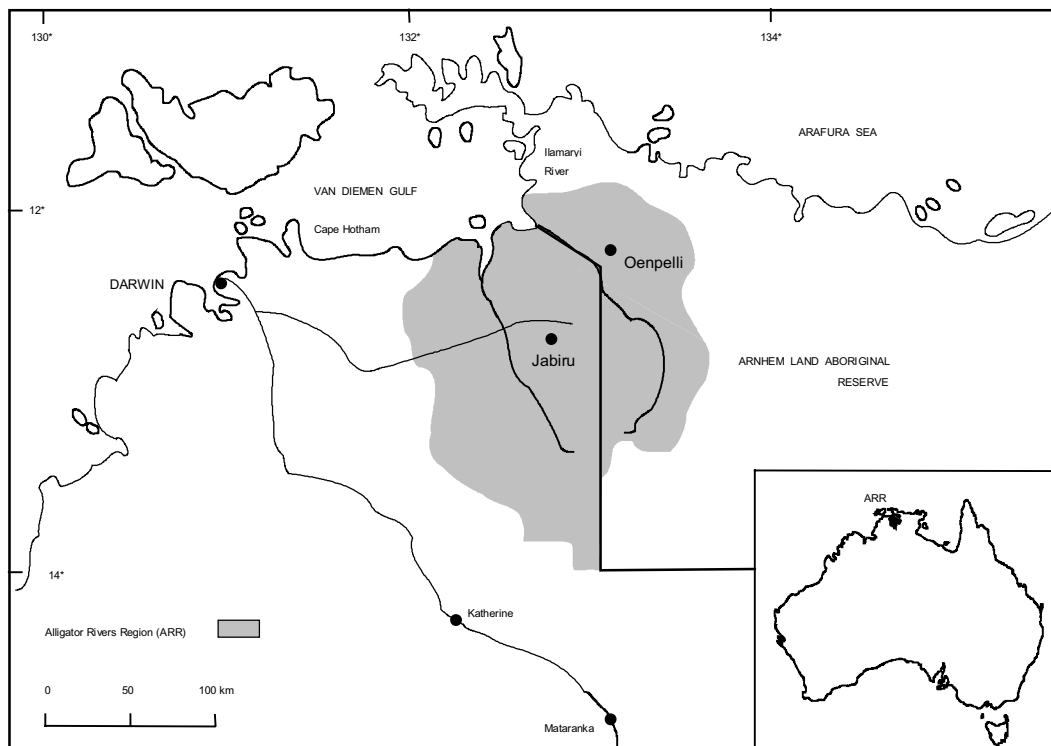 130°
132°
134°
ARAFURA SEA
Ilamaryi
River
VAN DIEMEN GULF
12°
Cape Hotham
Oenpelli
DARWIN
Jabiru
ARNHEM LAND ABORIGINAL
RESERVE
ARR
14°
Katherine
Alligator Rivers Region (ARR)
0 50 100 km
Mataranka